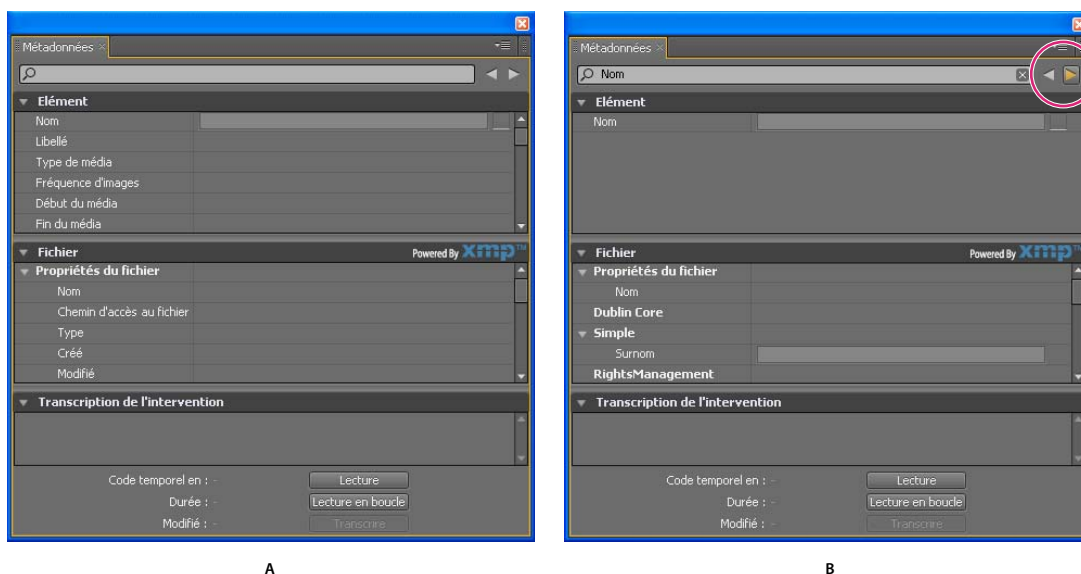 Métadonnées
Elément
Nom
Libellé
Type de média
Fréquence d'images
Début du média
Fin du média
Fichier
Powered By xmp™
Propriétés du fichier
Nom
Chemin d'accès au fichier
Type
Créé
Modifié
Transcription de l'intervention
Code temporel en : -
Lecture
Durée : -
Lecture en boucle
Modifié : -
Transcrire
A
Métadonnées
Nom
Elément
Nom
Fichier
Powered By xmp™
Propriétés du fichier
Nom
Dublin Core
Simple
Surnom
RightsManagement
Transcription de l'intervention
Code temporel en : -
Lecture
Durée : -
Lecture en boucle
Modifié : -
Transcrire
B